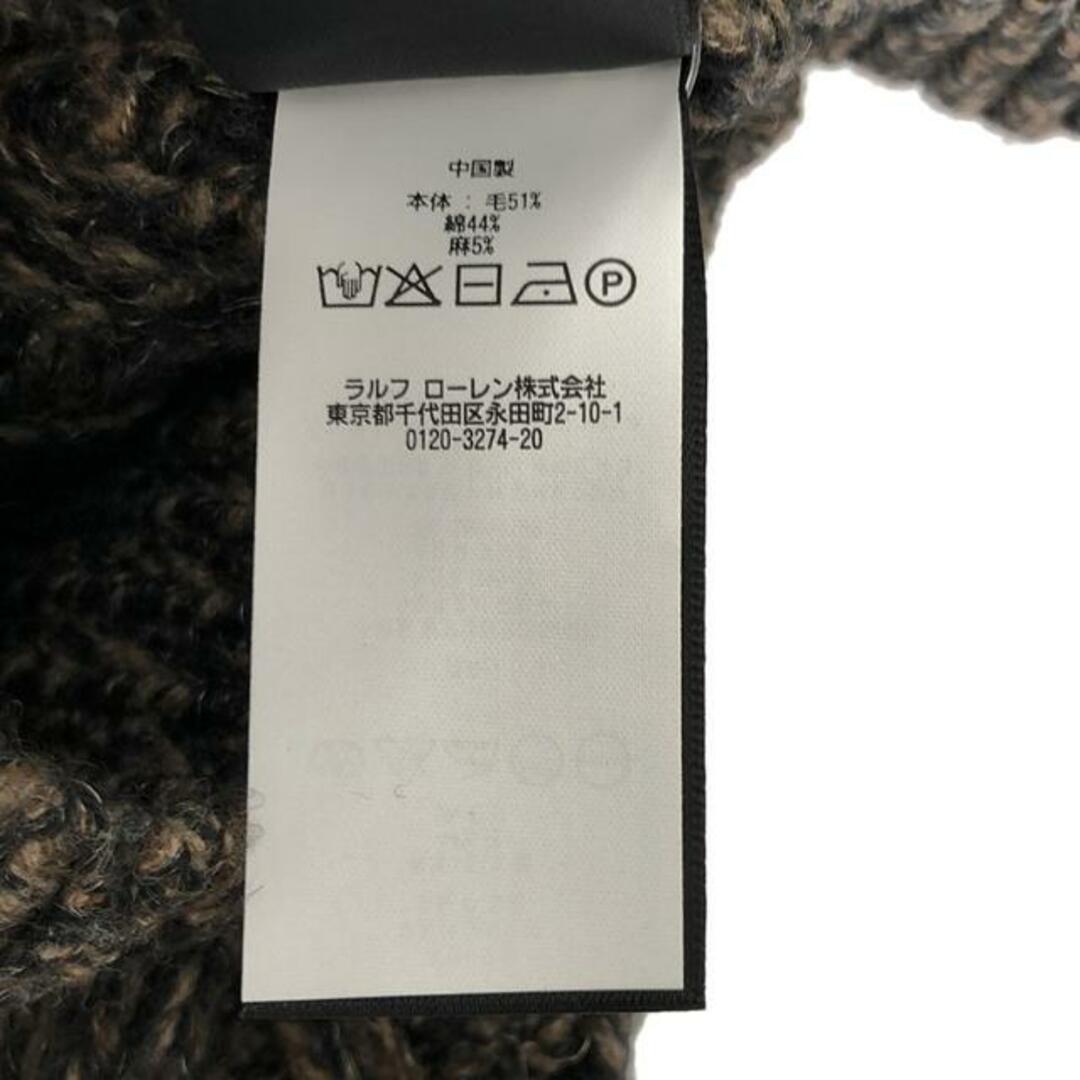 中国製
本体 : 毛51%
綿44%
麻5%
P
ラルフ ローレン株式会社
東京都千代田区永田町2-10-1
0120-3274-20